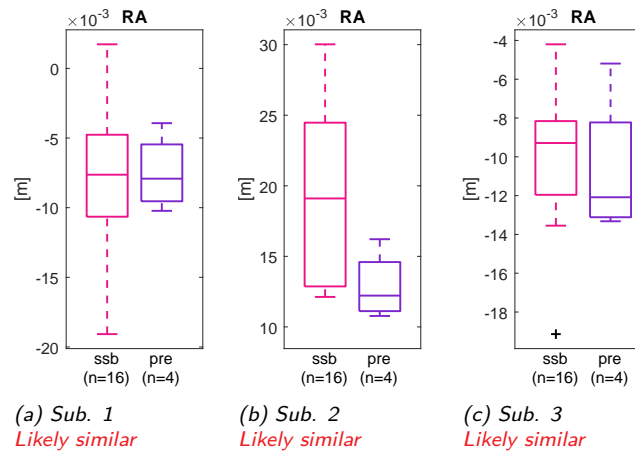 ×10⁻³ RA
0
-5
-10
-15
-20
[m]
ssb pre
(n=16) (n=4)
(a) Sub. 1
Likely similar
×10⁻³ RA
30
25
20
15
10
[m]
ssb pre
(n=16) (n=4)
(b) Sub. 2
Likely similar
×10⁻³ RA
-4
-6
-8
-10
-12
-14
-16
-18
[m]
ssb pre
(n=16) (n=4)
(c) Sub. 3
Likely similar